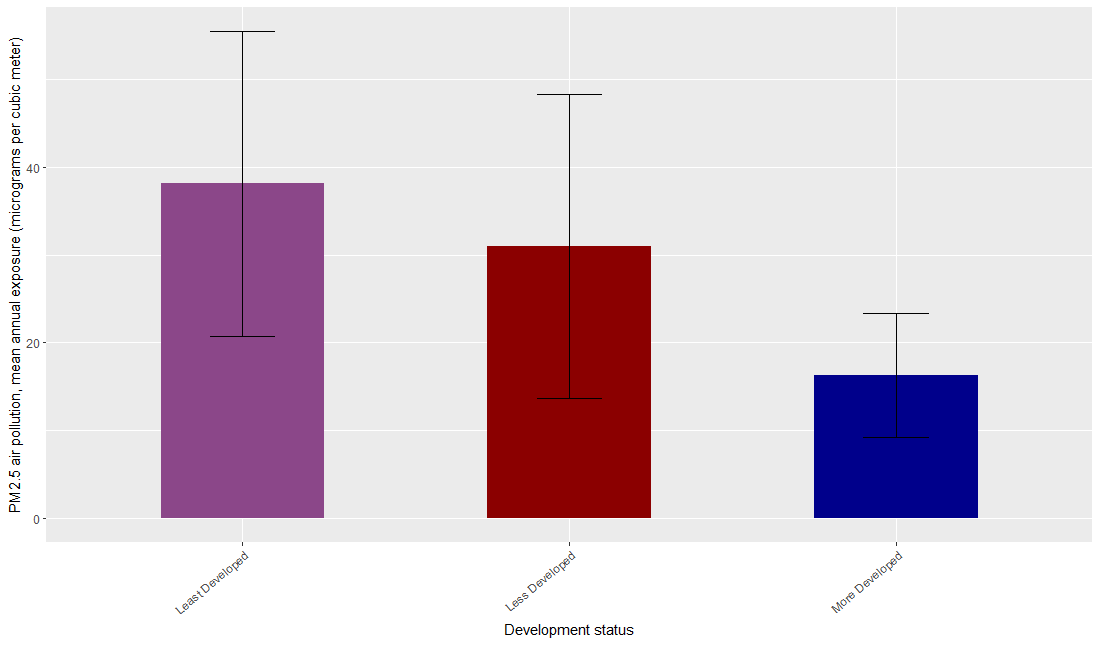 PM2.5 air pollution, mean annual exposure (micrograms per cubic meter)
40
20
0
Least Developed
Less Developed
More Developed
Development status